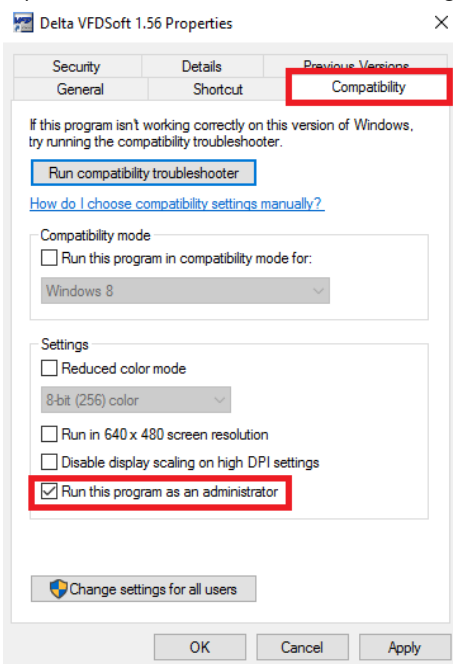 Delta VFDSoft 1.56 Properties
Security Details Previous Versions
General Shortcut Compatibility
If this program isn't working correctly on this version of Windows,
try running the compatibility troubleshooter.
Run compatibility troubleshooter
How do I choose compatibility settings manually?
Compatibility mode
Run this program in compatibility mode for:
Windows 8
Settings
Reduced color mode
8-bit (256) color
Run in 640 x 480 screen resolution
Disable display scaling on high DPI settings
Run this program as an administrator
Change settings for all users
OK Cancel Apply